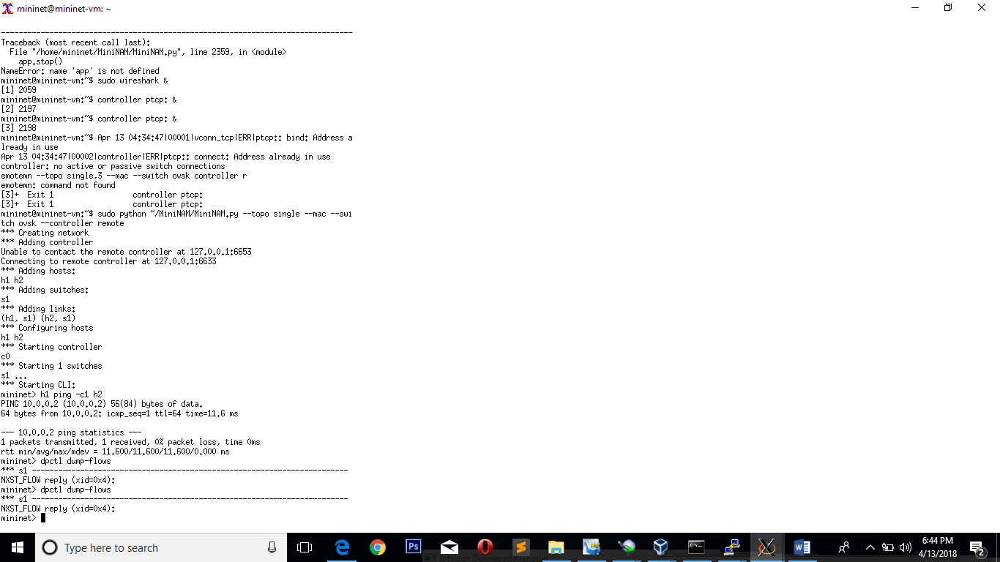 mininet@mininet-vm: ~
--------------------------------------------------------------------------------
Traceback (most recent call last):
  File "/home/mininet/MiniNAM/MiniNAM.py", line 2359, in <module>
    app.stop()
NameError: name 'app' is not defined
mininet@mininet-vm:~$ sudo wireshark &
[1] 2059
mininet@mininet-vm:~$ controller ptcp: &
[2] 2197
mininet@mininet-vm:~$ controller ptcp: &
[3] 2198
mininet@mininet-vm:~$ Apr 13 04:34:47|00001|vconn_tcp|ERR|ptcp:: bind: Address a
lready in use
Apr 13 04:34:47|00002|controller|ERR|ptcp:: connect: Address already in use
controller: no active or passive switch connections
emotemn --topo single,3 --mac --switch ovsk controller r
emotemn: command not found
[3]+  Exit 1                  controller ptcp:
[3]+  Exit 1                  controller ptcp:
mininet@mininet-vm:~$ sudo python ~/MiniNAM/MiniNAM.py --topo single --mac --swi
tch ovsk --controller remote
*** Creating network
*** Adding controller
Unable to contact the remote controller at 127.0.0.1:6653
Connecting to remote controller at 127.0.0.1:6633
*** Adding hosts:
h1 h2
*** Adding switches:
s1
*** Adding links:
(h1, s1) (h2, s1)
*** Configuring hosts
h1 h2
*** Starting controller
c0
*** Starting 1 switches
s1 ...
*** Starting CLI:
mininet> h1 ping -c1 h2
PING 10.0.0.2 (10.0.0.2) 56(84) bytes of data.
64 bytes from 10.0.0.2: icmp_seq=1 ttl=64 time=11.6 ms
--- 10.0.0.2 ping statistics ---
1 packets transmitted, 1 received, 0% packet loss, time 0ms
rtt min/avg/max/mdev = 11.600/11.600/11.600/0.000 ms
mininet> dpctl dump-flows
*** s1 ------------------------------------------------------------------------
NXST_FLOW reply (xid=0x4):
mininet> dpctl dump-flows
*** s1 ------------------------------------------------------------------------
NXST_FLOW reply (xid=0x4):
mininet>
Type here to search
Ps
6:44 PM
4/13/2018
2
1 Internet Download Manager